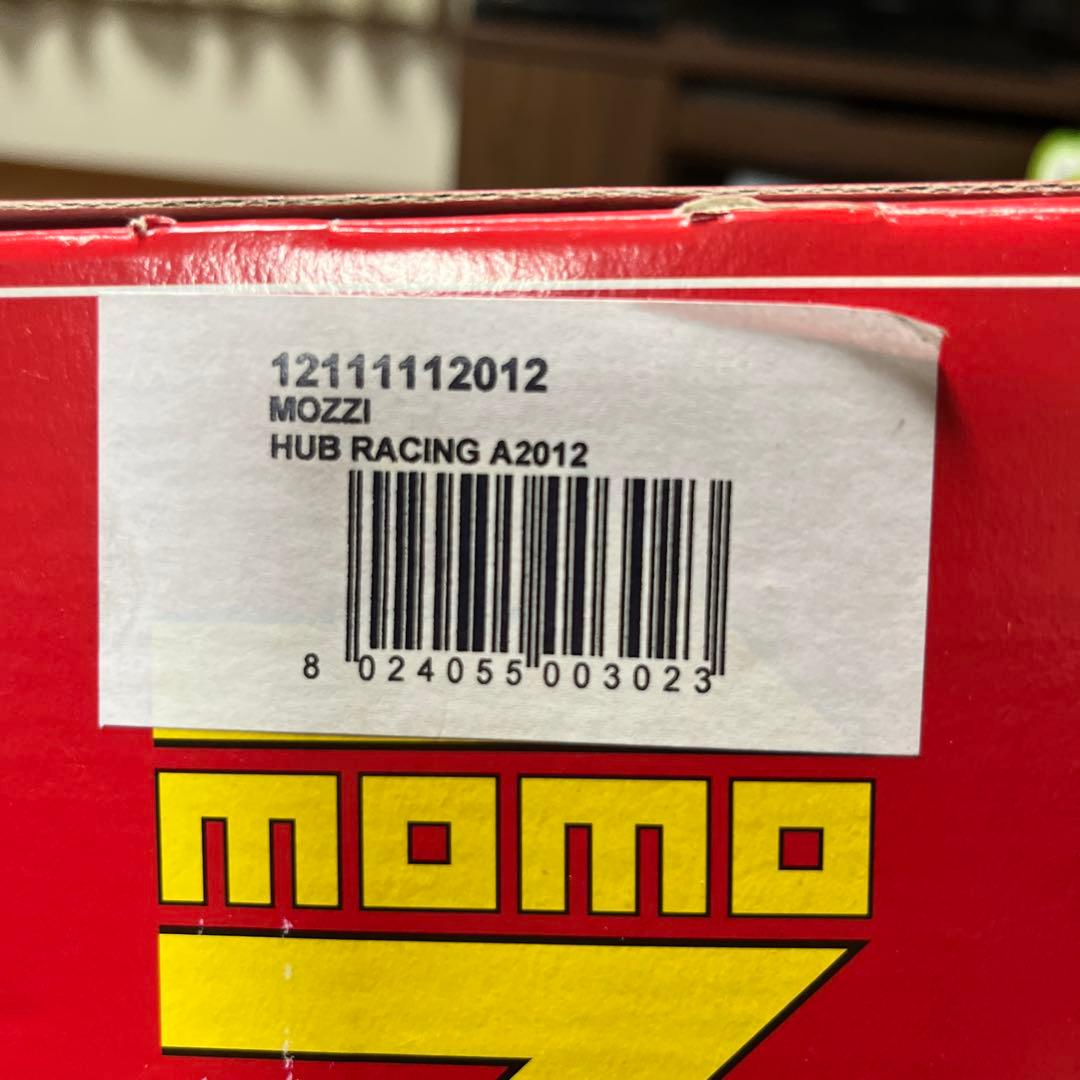 12111112012
MOZZI
HUB RACING A2012
8 024055 003023
momo